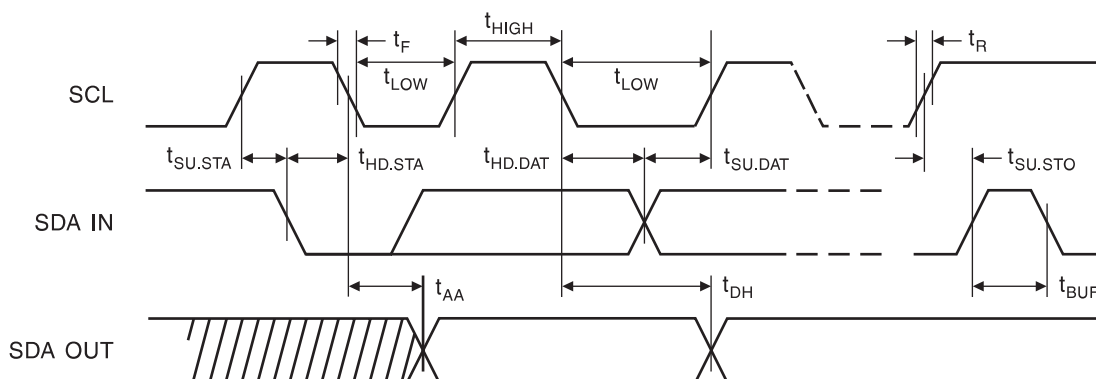 tHIGH
tF
tR
tLOW
tLOW
SCL
tSU.STA
tHD.STA
tHD.DAT
tSU.DAT
tSU.STO
SDA IN
tAA
tDH
tBUF
SDA OUT